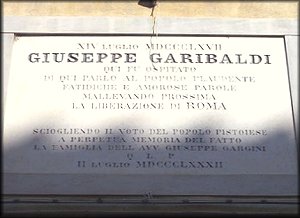 XIV LUGLIO MDCCCLXVII
GIUSEPPE GARIBALDI
QUI FU OSPITATO
DI QUI PARLO AL POPOLO PLAUDENTE
FATIDICHE E AMOROSE PAROLE
MALLEVANDO PROSSIMA
LA LIBERAZIONE DI ROMA
SCIOGLIENDO IL VOTO DEL POPOLO PISTOIESE
A PERPETUA MEMORIA DEL FATTO
LA FAMIGLIA DELL'AVV. GIUSEPPE GARGINI
Q. L. P.
II LUGLIO MDCCCLXXXII